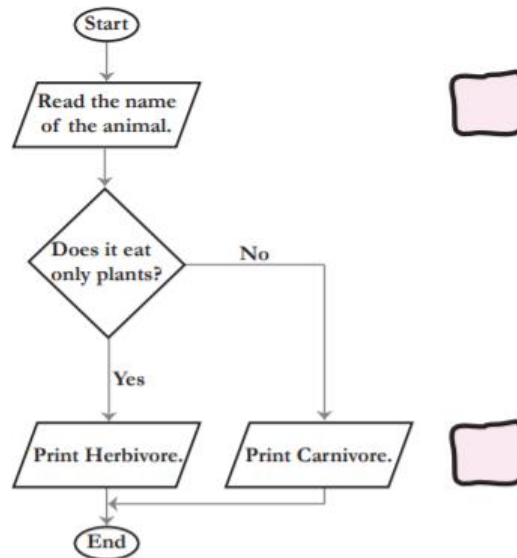 Start
Read the name
of the animal.
Does it eat
only plants?
No
Yes
Print Herbivore.
Print Carnivore.
End